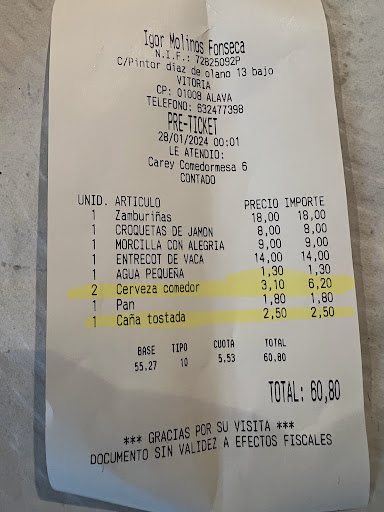 Igor Molinos Fonseca
N.I.F.: 72825092P
C/Pintor diaz de olano 13 bajo
VITORIA
CP: 01008 ALAVA
TELEFONO: 632477398
PRE-TICKET
28/01/2024 00:01
LE ATENDIO:
Carey Comedormesa 6
CONTADO
UNID. ARTICULO PRECIO IMPORTE
1 Zamburiñas 18,00 18,00
1 CROQUETAS DE JAMON 8,00 8,00
1 MORCILLA CON ALEGRIA 9,00 9,00
1 ENTRECOT DE VACA 14,00 14,00
1 AGUA PEQUEÑA 1,30 1,30
2 Cerveza comedor 3,10 6,20
1 Pan 1,80 1,80
1 Caña tostada 2,50 2,50
BASE TIPO CUOTA TOTAL
55.27 10 5.53 60.80
TOTAL: 60,80
*** GRACIAS POR SU VISITA ***
DOCUMENTO SIN VALIDEZ A EFECTOS FISCALES